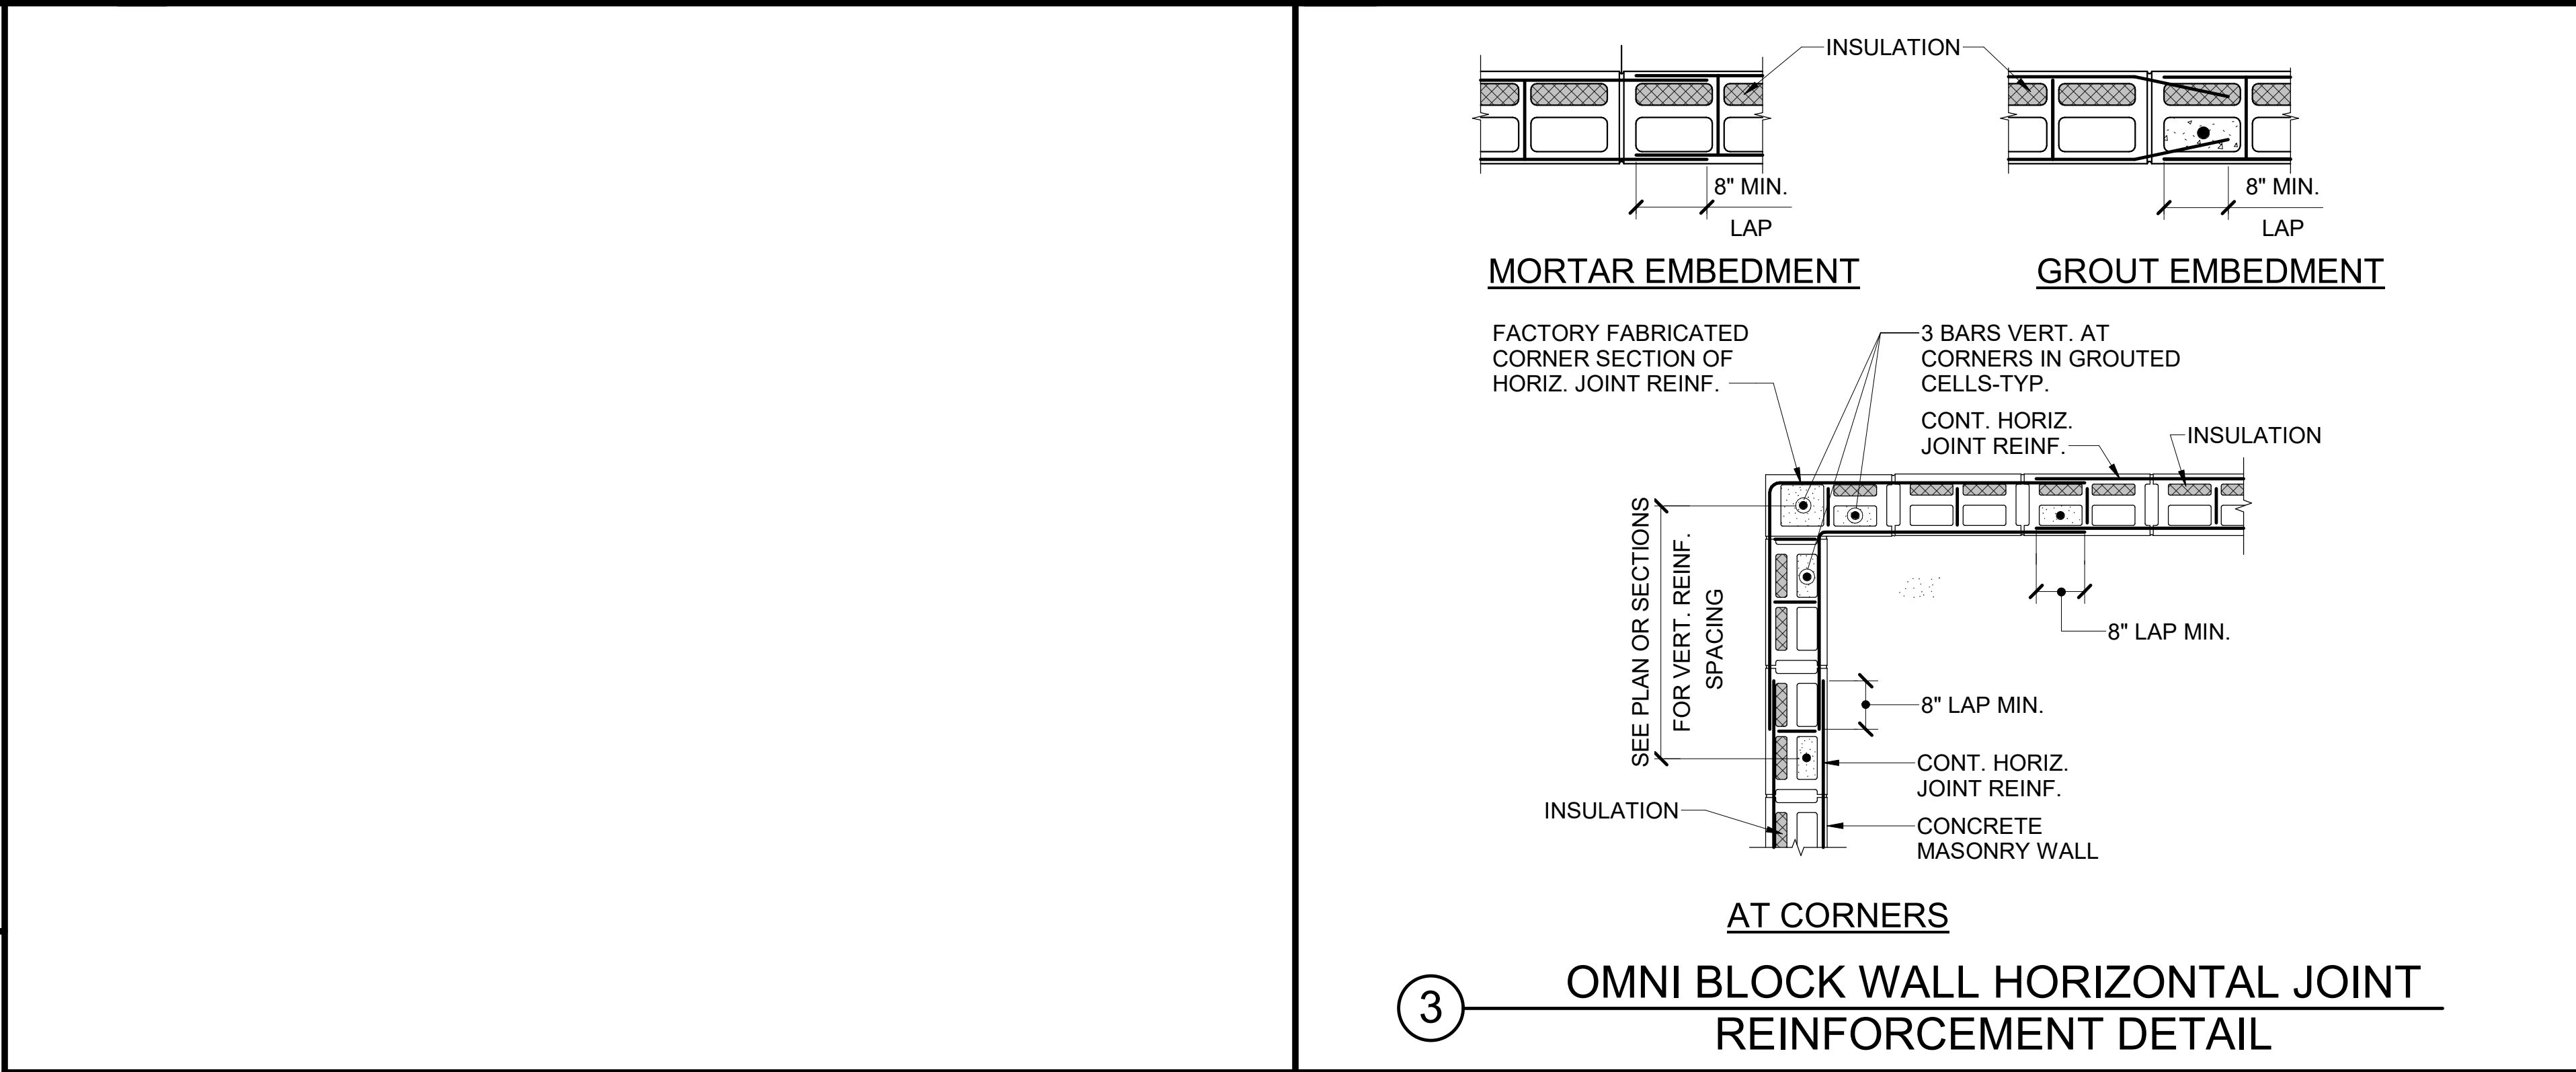 INSULATION
8" MIN.
LAP
8" MIN.
LAP
MORTAR EMBEDMENT
GROUT EMBEDMENT
FACTORY FABRICATED
CORNER SECTION OF
HORIZ. JOINT REINF.
3 BARS VERT. AT
CORNERS IN GROUTED
CELLS-TYP.
CONT. HORIZ.
JOINT REINF.
INSULATION
SEE PLAN OR SECTIONS
FOR VERT. REINF.
SPACING
8" LAP MIN.
8" LAP MIN.
CONT. HORIZ.
JOINT REINF.
INSULATION
CONCRETE
MASONRY WALL
AT CORNERS
3
OMNI BLOCK WALL HORIZONTAL JOINT
REINFORCEMENT DETAIL